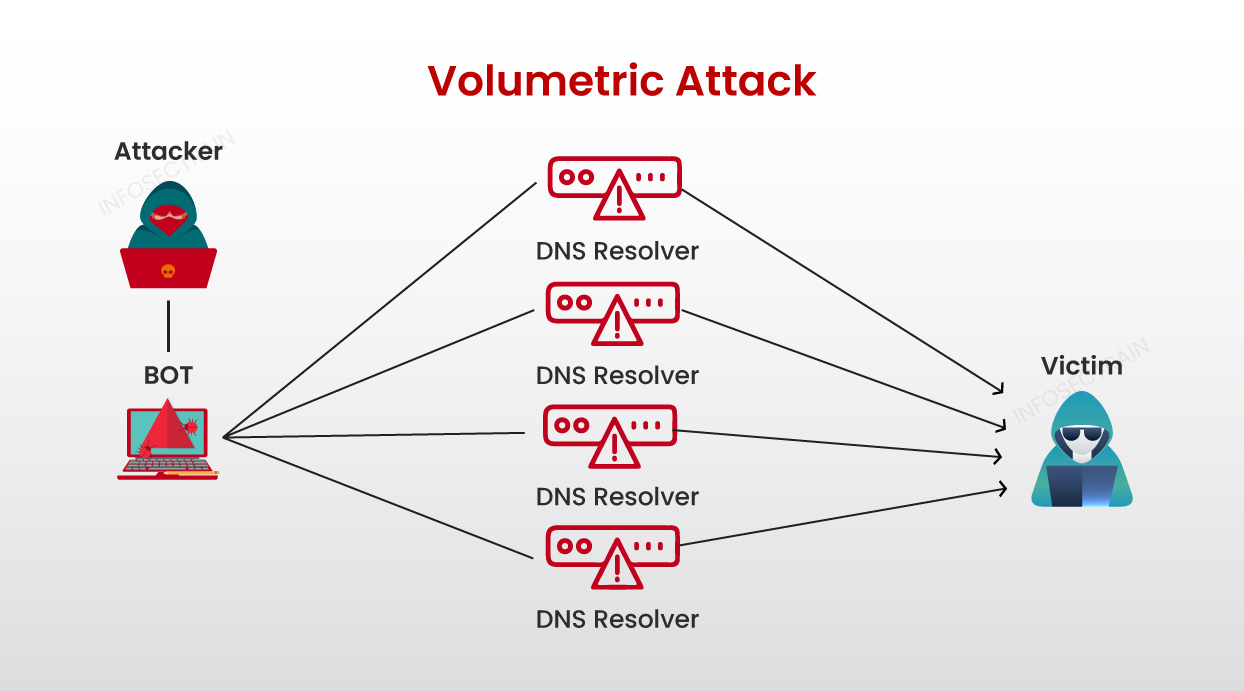 Volumetric Attack
Attacker
INFOSECTRAIN
BOT
DNS Resolver
DNS Resolver
DNS Resolver
DNS Resolver
Victim
INFOSECTRAIN